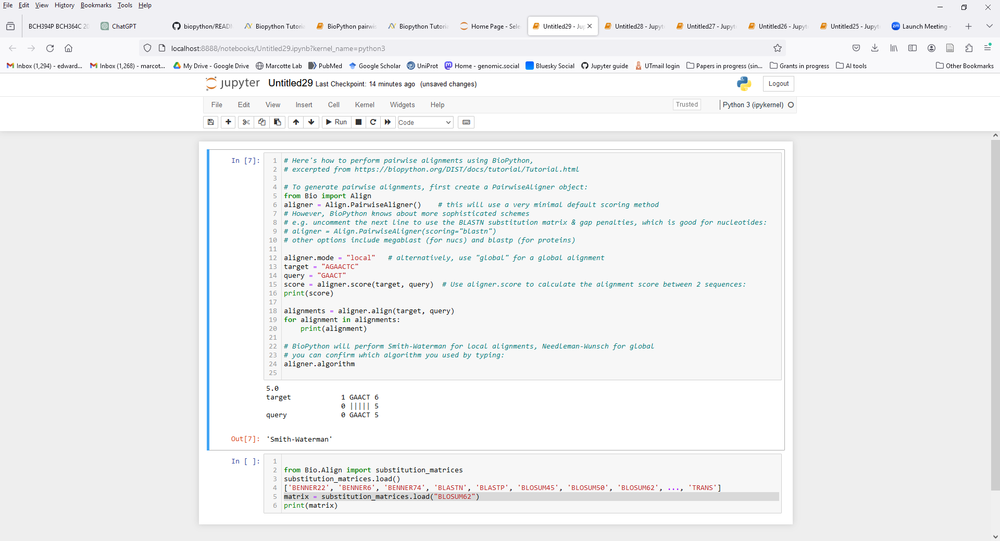 File Edit View History Bookmarks Tools Help
BCH394P BCH364C 20 ChatGPT biopython/READM Biopython Tutoria BioPython pairwis Biopython Tutoria Home Page - Sele Untitled29 - Jup Untitled28 - Jupyt Untitled27 - Jupyt Untitled26 - Jupyt Untitled25 - Jupyt Launch Meeting -
localhost:8888/notebooks/Untitled29.ipynb?kernel_name=python3
Inbox (1,294) - edward... Inbox (1,268) - marcot... My Drive - Google Drive Marcotte Lab PubMed Google Scholar UniProt Home - genomic.social Bluesky Social Jupyter guide UTmail login Papers in progress (sin... Grants in progress AI tools Other Bookmarks
jupyter Untitled29 Last Checkpoint: 14 minutes ago (unsaved changes) Logout
File Edit View Insert Cell Kernel Widgets Help Trusted Python 3 (ipykernel)
Run Code
In [7]:
1 # Here's how to perform pairwise alignments using BioPython,
2 # excerpted from https://biopython.org/DIST/docs/tutorial/Tutorial.html
3
4 # To generate pairwise alignments, first create a PairwiseAligner object:
5 from Bio import Align
6 aligner = Align.PairwiseAligner()    # this will use a very minimal default scoring method
7 # However, BioPython knows about more sophisticated schemes
8 # e.g. uncomment the next line to use the BLASTN substitution matrix & gap penalties, which is good for nucleotides:
9 # aligner = Align.PairwiseAligner(scoring="blastn")
10 # other options include megablast (for nucs) and blastp (for proteins)
11
12 aligner.mode = "local"   # alternatively, use "global" for a global alignment
13 target = "AGAACTC"
14 query = "GAACT"
15 score = aligner.score(target, query)  # Use aligner.score to calculate the alignment score between 2 sequences:
16 print(score)
17
18 alignments = aligner.align(target, query)
19 for alignment in alignments:
20     print(alignment)
21
22 # BioPython will perform Smith-Waterman for local alignments, Needleman-Wunsch for global
23 # you can confirm which algorithm you used by typing:
24 aligner.algorithm
25
5.0
target            1 GAACT 6
                  0 ||||| 5
query             0 GAACT 5
Out[7]: 'Smith-Waterman'
In [ ]:
1
2 from Bio.Align import substitution_matrices
3 substitution_matrices.load()
4 ['BENNER22', 'BENNER6', 'BENNER74', 'BLASTN', 'BLASTP', 'BLOSUM45', 'BLOSUM50', 'BLOSUM62', ..., 'TRANS']
5 matrix = substitution_matrices.load("BLOSUM62")
6 print(matrix)